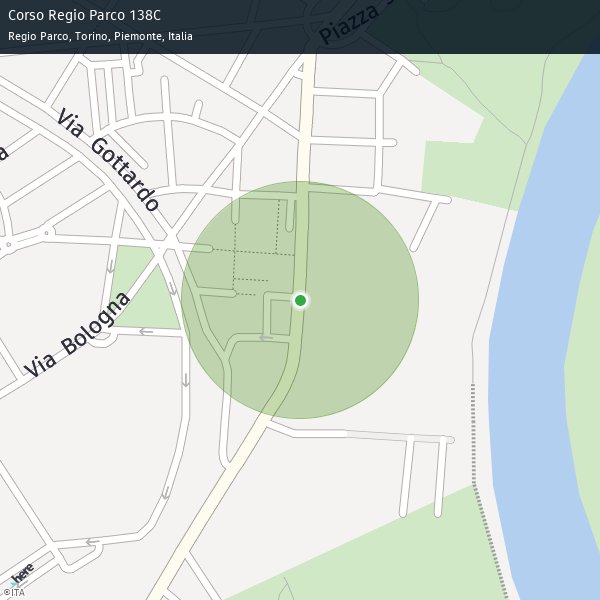 Corso Regio Parco 138C
Regio Parco, Torino, Piemonte, Italia
Piazza
Via Gottardo
a
Via Bologna
here
©ITA